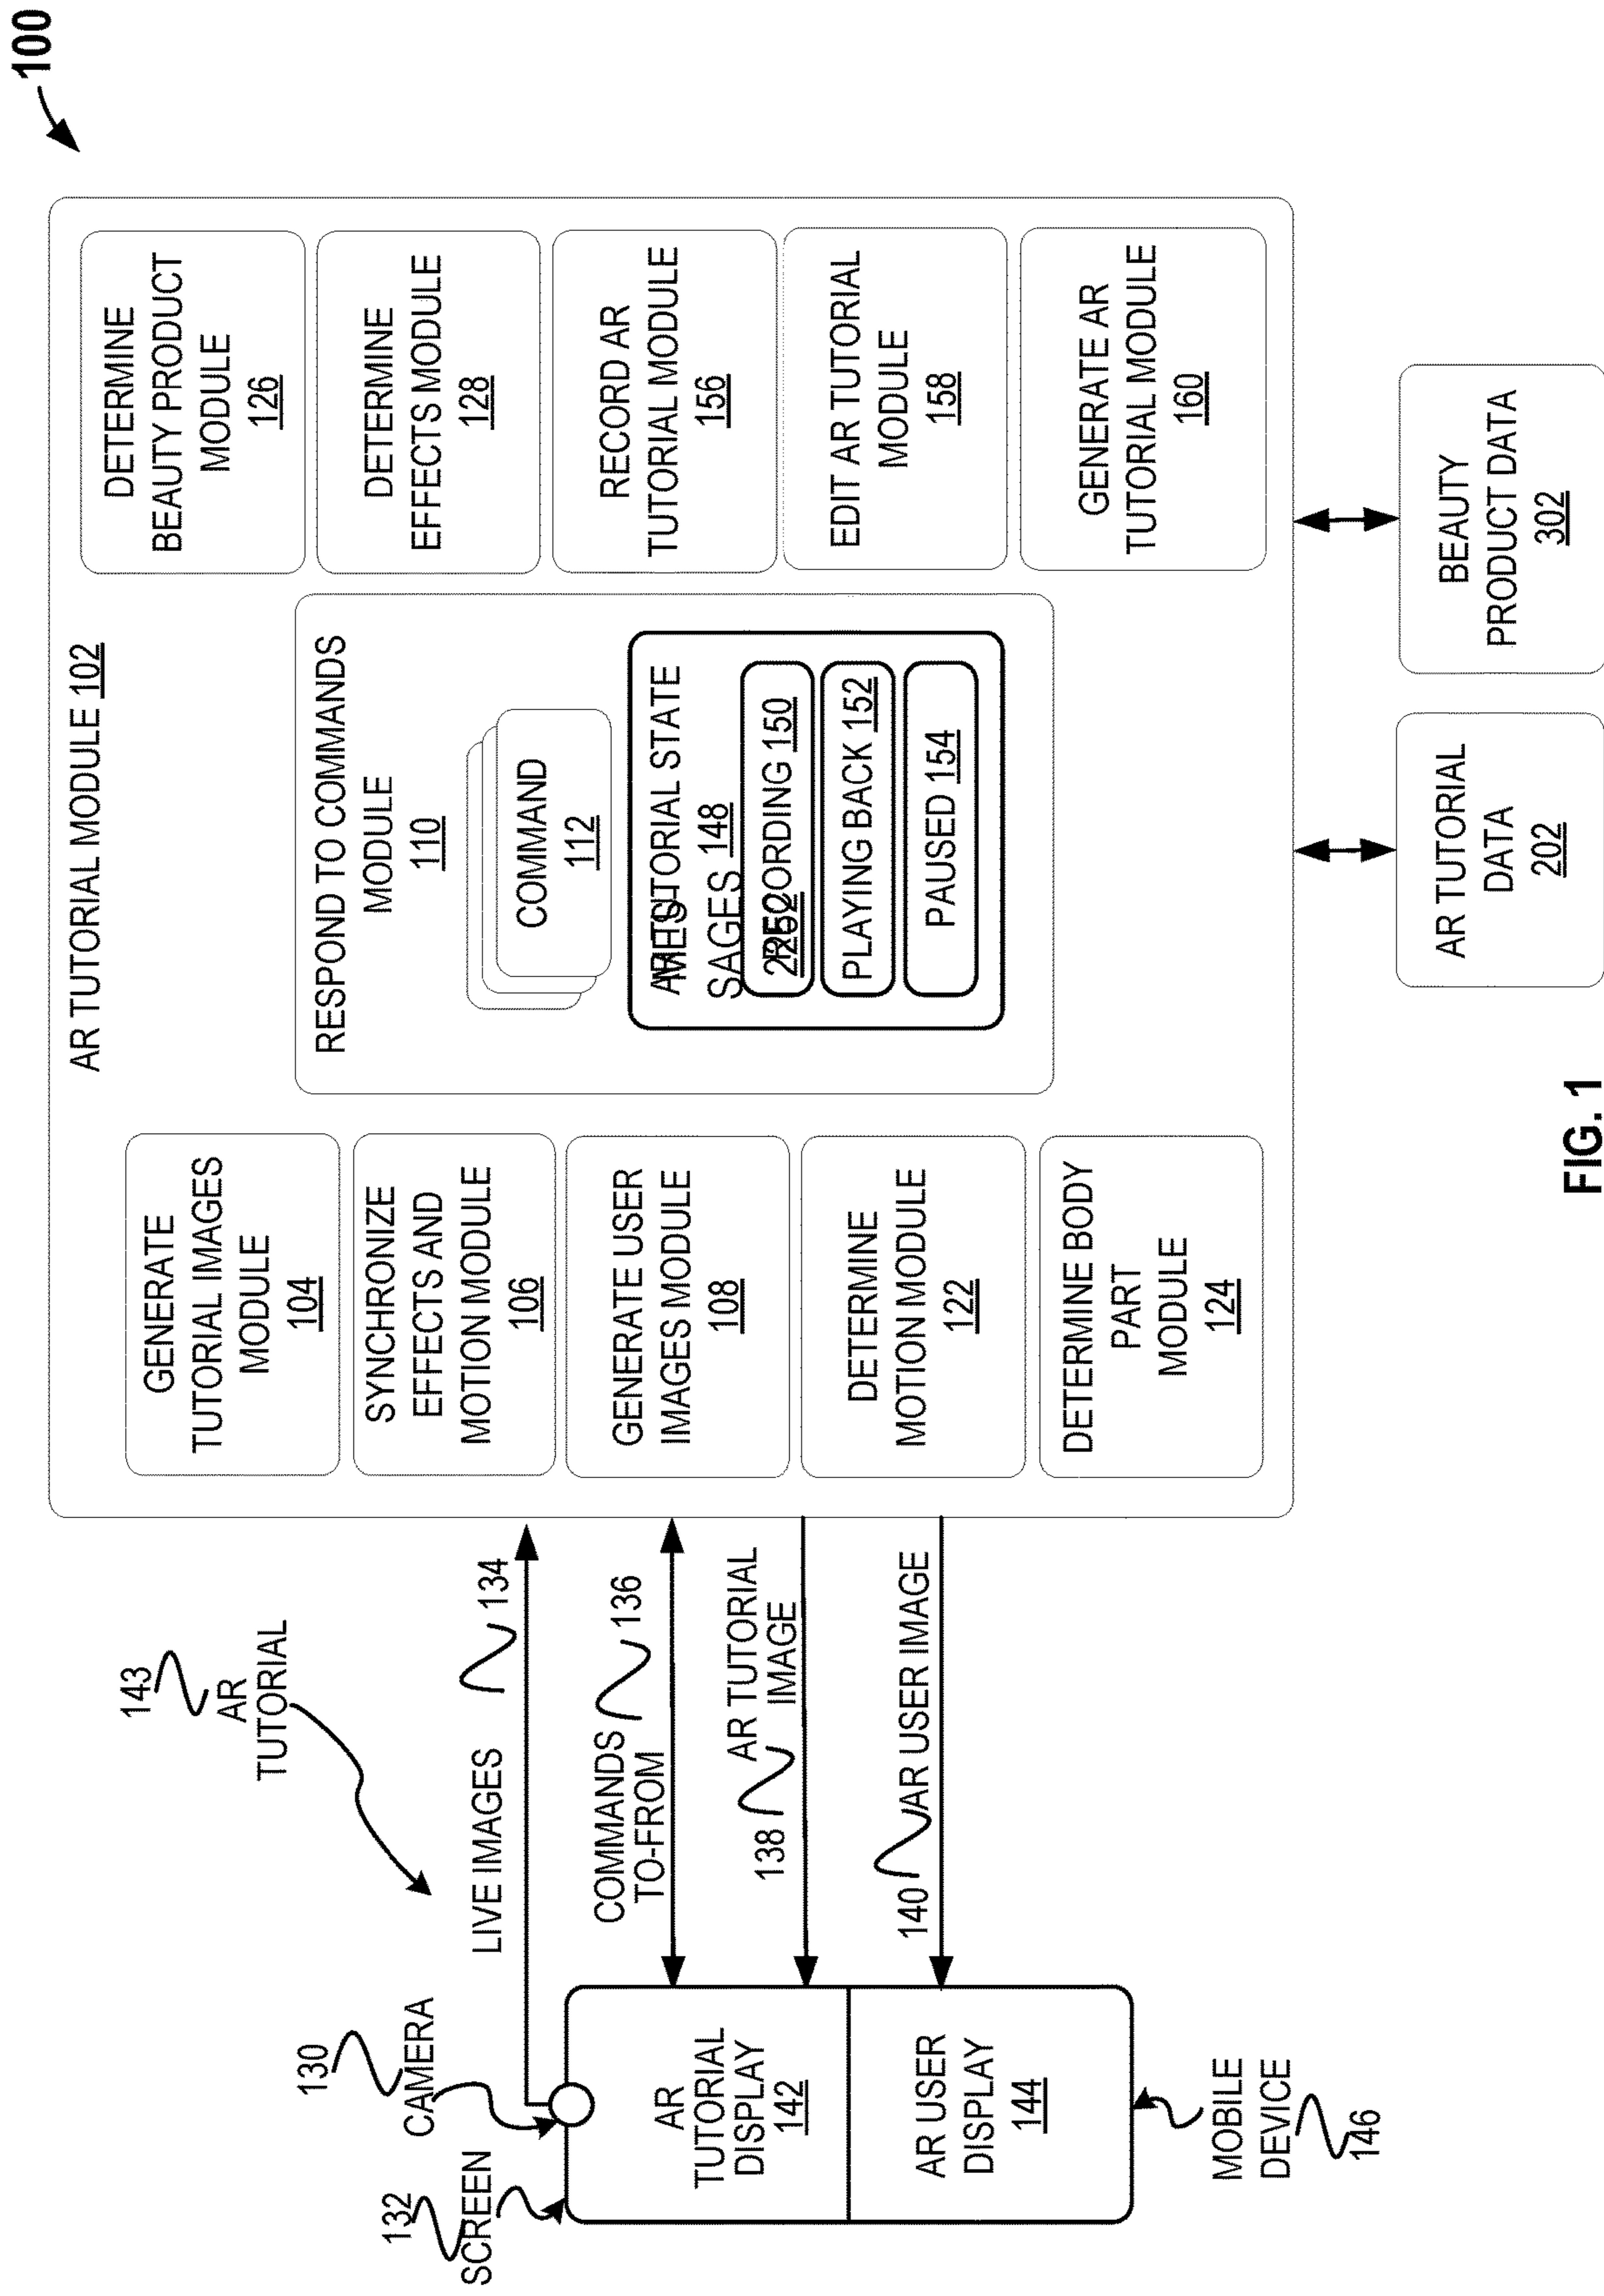 100
AR TUTORIAL MODULE 102
GENERATE
TUTORIAL IMAGES
MODULE
104
SYNCHRONIZE
EFFECTS AND
MOTION MODULE
106
GENERATE USER
IMAGES MODULE
108
DETERMINE
MOTION MODULE
122
DETERMINE BODY
PART
MODULE
124
RESPOND TO COMMANDS
MODULE
110
COMMAND
112
AR TUTORIAL STATE
148
MES-
SAGES
2252
RECORDING 150
PLAYING BACK 152
PAUSED 154
DETERMINE
BEAUTY PRODUCT
MODULE
126
DETERMINE
EFFECTS MODULE
128
RECORD AR
TUTORIAL MODULE
156
EDIT AR TUTORIAL
MODULE
158
GENERATE AR
TUTORIAL MODULE
160
143
AR
TUTORIAL
LIVE IMAGES
134
COMMANDS
TO-FROM
136
138
AR TUTORIAL
IMAGE
140
AR USER IMAGE
132
SCREEN
130
CAMERA
AR
TUTORIAL
DISPLAY
142
AR USER
DISPLAY
144
MOBILE
DEVICE
146
AR TUTORIAL
DATA
202
BEAUTY
PRODUCT DATA
302
FIG. 1